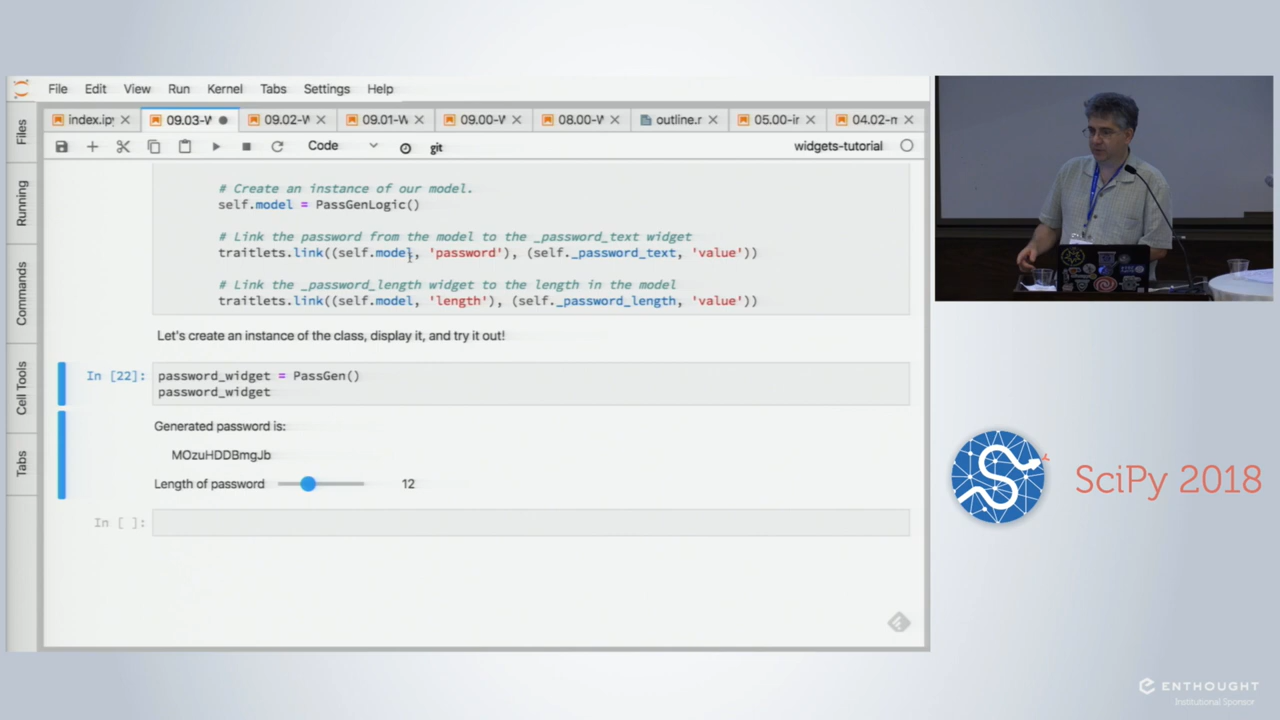 File Edit View Run Kernel Tabs Settings Help
index.ipy 09.03-W 09.02-W 09.01-W 09.00-W 08.00-W outline.r 05.00-ir 04.02-m
Code git widgets-tutorial
Files
Running
Commands
Cell Tools
Tabs
# Create an instance of our model.
self.model = PassGenLogic()
# Link the password from the model to the _password_text widget
traitlets.link((self.model, 'password'), (self._password_text, 'value'))
# Link the _password_length widget to the length in the model
traitlets.link((self.model, 'length'), (self._password_length, 'value'))
Let's create an instance of the class, display it, and try it out!
In [22]: password_widget = PassGen()
password_widget
Generated password is:
MOzuHDDBmgJb
Length of password 12
In [ ]:
SciPy 2018
ENTHOUGHT
Institutional Sponsor